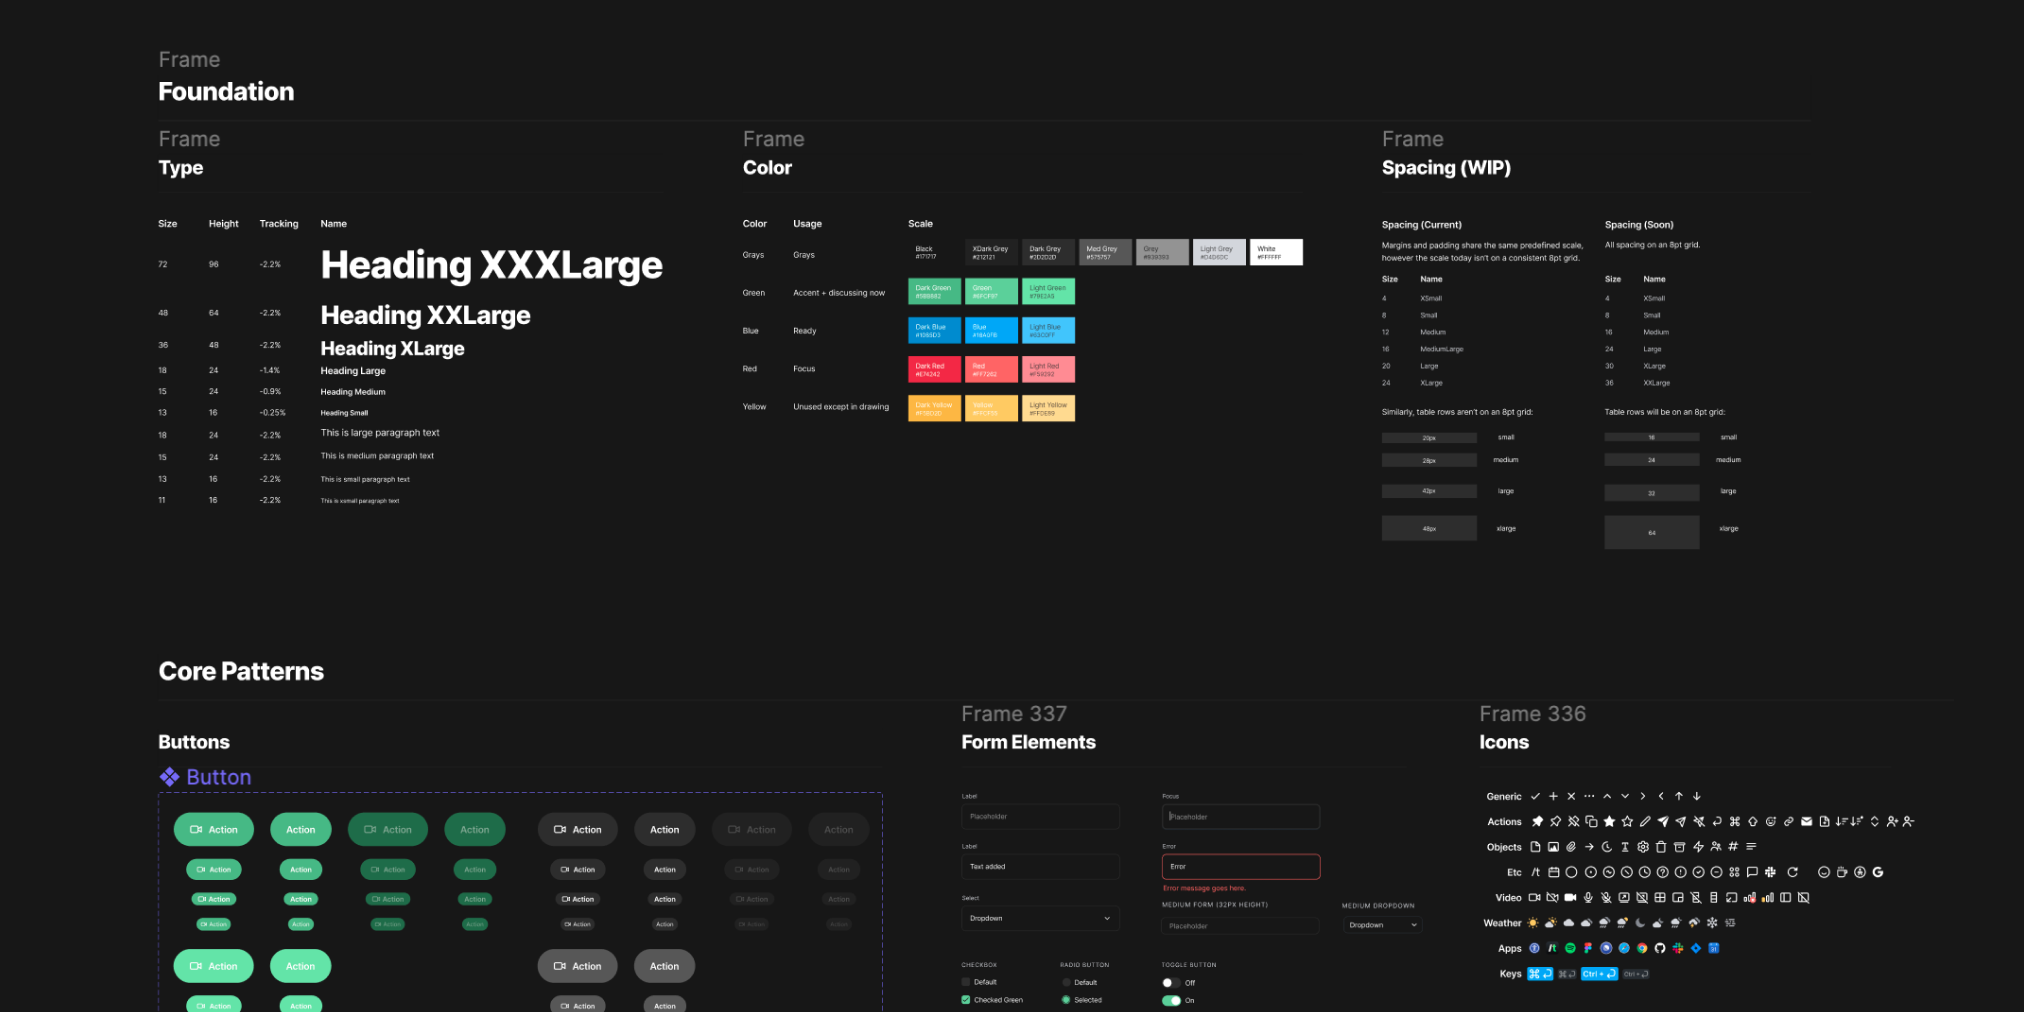 Frame
Foundation
Frame
Type
Size Height Tracking Name
72 96 -2.2% Heading XXXLarge
48 64 -2.2% Heading XXLarge
36 48 -2.2% Heading XLarge
18 24 -1.4% Heading Large
15 24 -0.9% Heading Medium
13 16 -0.25% Heading Small
18 24 -2.2% This is large paragraph text
15 24 -2.2% This is medium paragraph text
13 16 -2.2% This is small paragraph text
11 16 -2.2% This is xsmall paragraph text
Frame
Color
Color Usage Scale
Grays Grays
Black XDark Grey Dark Grey Med Grey Grey Light Grey White
#171717 #212121 #2D2D2D #575757 #939393 #D4D6DC #FFFFFF
Green Accent + discussing now
Dark Green Green Light Green
Blue Ready
Dark Blue Blue Light Blue
Red Focus
Dark Red Red Light Red
#E74242 #FF7262
Yellow Unused except in drawing
Dark Yellow Yellow Light Yellow
#FFDE89
Frame
Spacing (WIP)
Spacing (Current)
Margins and padding share the same predefined scale,
however the scale today isn't on a consistent 8pt grid.
Size Name
4 XSmall
8 Small
12 Medium
16 MediumLarge
20 Large
24 XLarge
Similarly, table rows aren't on an 8pt grid:
20px small
28px medium
42px large
48px xlarge
Spacing (Soon)
All spacing on an 8pt grid.
Size Name
4 XSmall
8 Small
16 Medium
24 Large
30 XLarge
36 XXLarge
Table rows will be on an 8pt grid:
16 small
24 medium
32 large
64 xlarge
Core Patterns
Buttons
Button
Action Action Action Action Action Action Action Action
Action Action Action Action Action Action Action Action
Action Action Action Action Action Action Action Action
Action Action Action Action Action Action Action Action
Action Action Action Action
Action Action Action Action
Frame 337
Form Elements
Label
Placeholder
Focus
Placeholder
Label
Text added
Error
Error
Error message goes here.
Select
Dropdown
MEDIUM FORM (32PX HEIGHT)
Placeholder
MEDIUM DROPDOWN
Dropdown
CHECKBOX RADIO BUTTON TOGGLE BUTTON
Default Default Off
Checked Green Selected On
Frame 336
Icons
Generic
Actions
Objects
Etc /t
Video
Weather
Apps
Keys Ctrl + Ctrl +